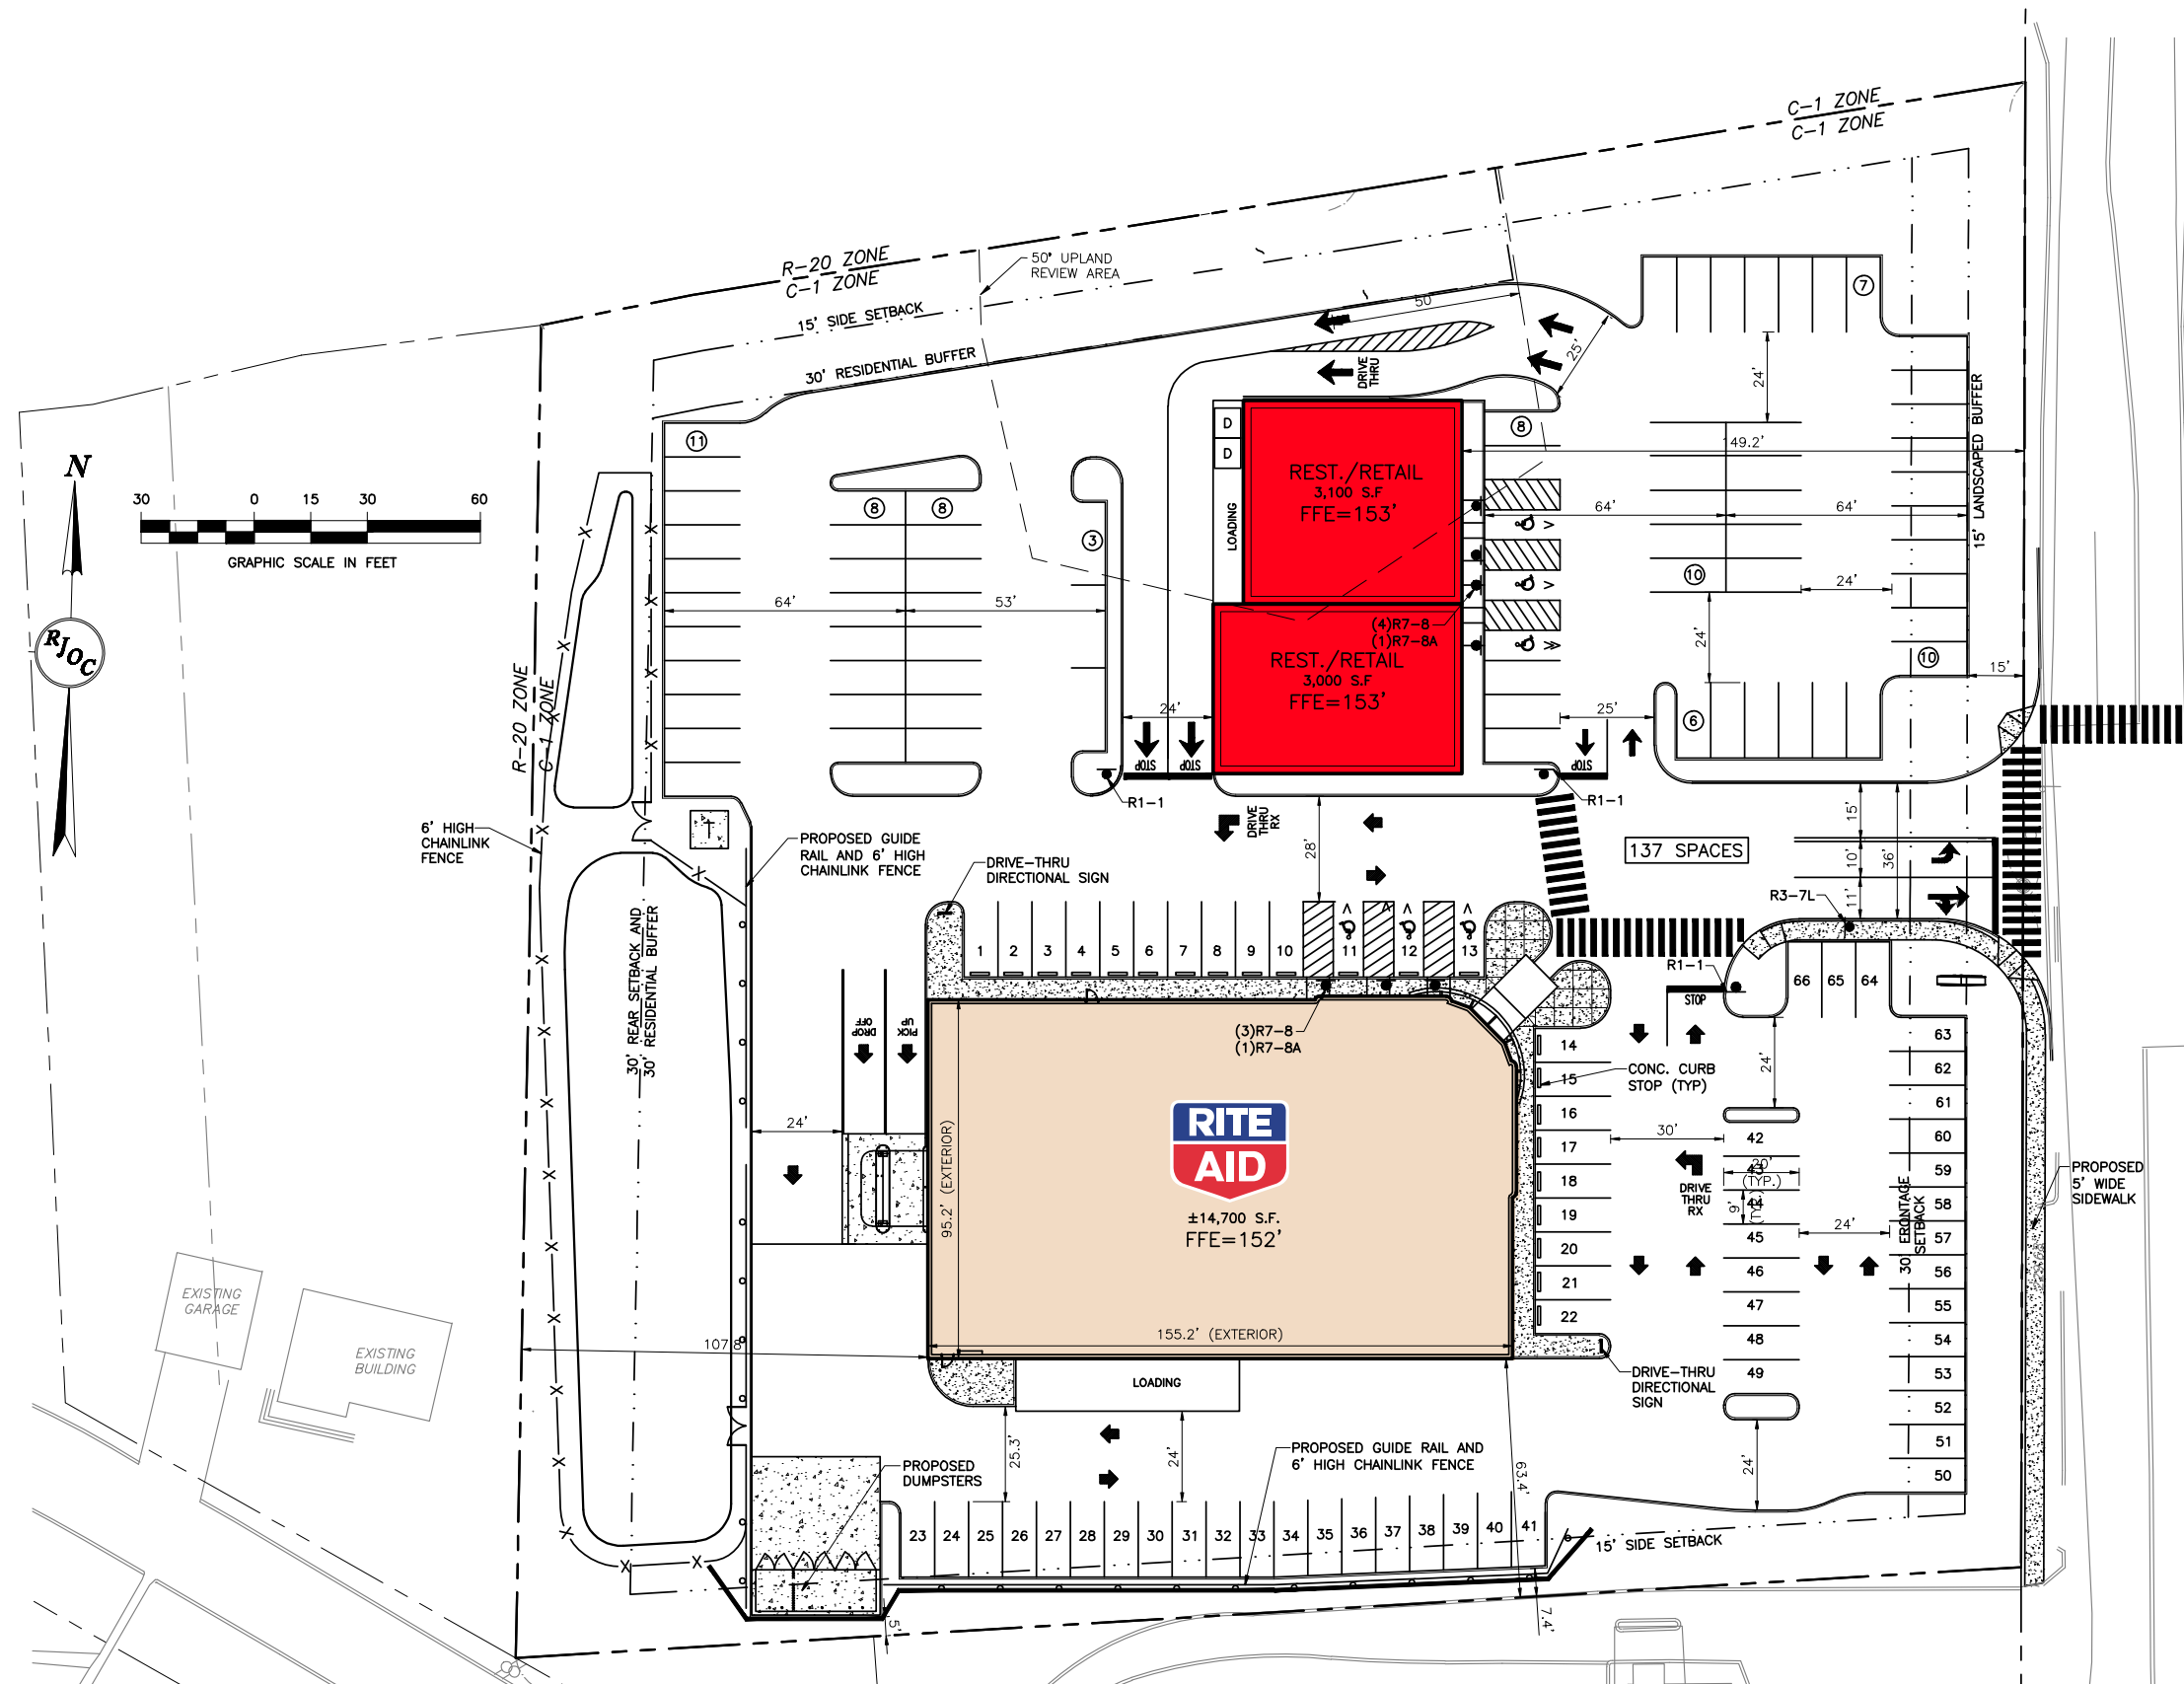 C-1 ZONE
C-1 ZONE
R-20 ZONE
C-1 ZONE
50' UPLAND
REVIEW AREA
15' SIDE SETBACK
30' RESIDENTIAL BUFFER
50'
25'
DRIVE
THRU
7
24'
149.2'
15' LANDSCAPED BUFFER
N
30 0 15 30 60
GRAPHIC SCALE IN FEET
RJOC
11
8
8
3
64'
53'
D
D
LOADING
REST./RETAIL
3,100 S.F
FFE=153'
8
64'
64'
10
24'
24'
10
15'
(4)R7-8
(1)R7-8A
REST./RETAIL
3,000 S.F
FFE=153'
24'
STOP
STOP
R1-1
25'
STOP
R1-1
6
R-20 ZONE
C-1 ZONE
6' HIGH
CHAINLINK
FENCE
PROPOSED GUIDE
RAIL AND 6' HIGH
CHAINLINK FENCE
DRIVE-THRU
DIRECTIONAL SIGN
DRIVE
THRU
RX
28'
137 SPACES
15'
10'
11'
36'
R3-7L
R1-1
STOP
30' REAR SETBACK AND
30' RESIDENTIAL BUFFER
1 2 3 4 5 6 7 8 9 10 11 12 13
66 65 64
DROP
OFF
PICK
UP
(3)R7-8
(1)R7-8A
24'
95.2' (EXTERIOR)
RITE
AID
±14,700 S.F.
FFE=152'
155.2' (EXTERIOR)
107.8'
14
15
16
17
18
19
20
21
22
CONC. CURB
STOP (TYP)
30'
24'
DRIVE
THRU
RX
42
43
20'
(TYP.)
44
9'
(TYP.)
45
46
47
48
49
24'
30' FRONTAGE
SETBACK
63
62
61
60
59
58
57
56
55
54
53
52
51
50
PROPOSED
5' WIDE
SIDEWALK
EXISTING
GARAGE
EXISTING
BUILDING
LOADING
DRIVE-THRU
DIRECTIONAL
SIGN
25.3'
24'
PROPOSED GUIDE RAIL AND
6' HIGH CHAINLINK FENCE
63.4'
24'
PROPOSED
DUMPSTERS
23 24 25 26 27 28 29 30 31 32 33 34 35 36 37 38 39 40 41
15' SIDE SETBACK
5'
7.4'